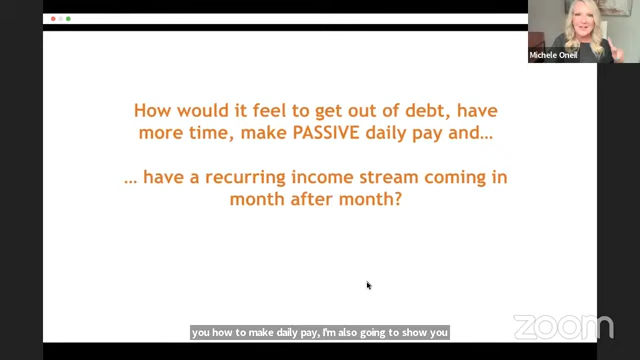 Michele Oneil
How would it feel to get out of debt, have
more time, make PASSIVE daily pay and…
… have a recurring income stream coming in
month after month?
you how to make daily pay, I'm also going to show you
zoom